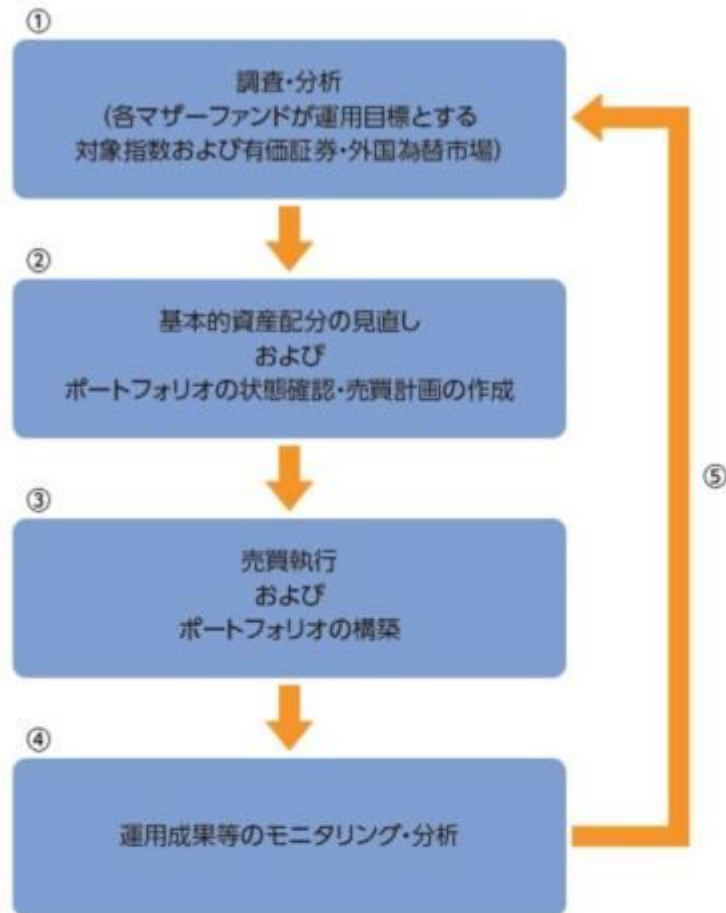 ①
調査・分析
(各マザーファンドが運用目標とする
対象指数および有価証券・外国為替市場)
②
基本的資産配分の見直し
および
ポートフォリオの状態確認・売買計画の作成
③
売買執行
および
ポートフォリオの構築
④
運用成果等のモニタリング・分析
⑤